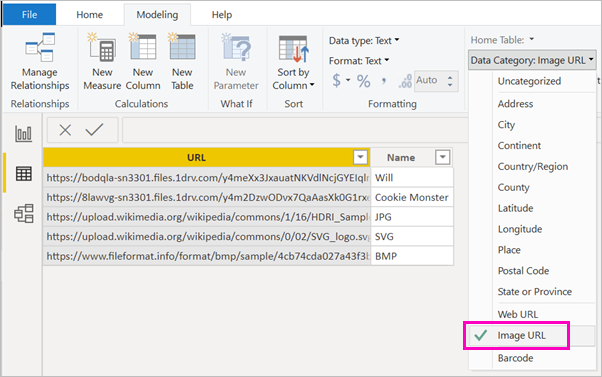 File Home Modeling Help
Data type: Text
Home Table:
Format: Text
Data Category: Image URL
$ % , .00 Auto
Manage Relationships
New Measure
New Column
New Table
New Parameter
Sort by Column
Relationships Calculations What If Sort Formatting
Uncategorized
Address
City
Continent
Country/Region
County
Latitude
Longitude
Place
Postal Code
State or Province
Web URL
Image URL
Barcode
URL Name
https://bodqla-sn3301.files.1drv.com/ Will
https://8lawvg-sn3301.files.1drv.com/ Cookie Monster
https://upload.wikimedia.org/wikipedia/commons/1/16/HDRI_Sample JPG
https://upload.wikimedia.org/wikipedia/commons/0/02/SVG_logo.sv SVG
https://www.fileformat.info/format/bmp/sample/4cb74cda027a43f3 BMP